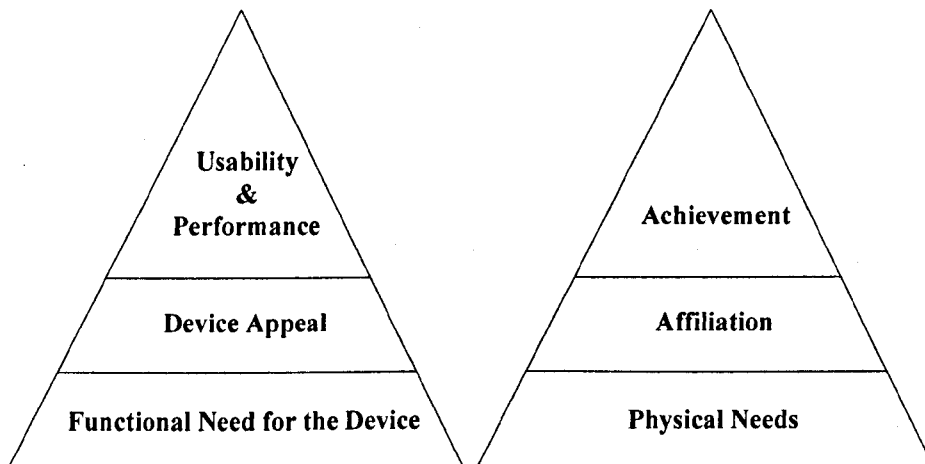 Usability
&
Performance
Device Appeal
Functional Need for the Device
Achievement
Affiliation
Physical Needs